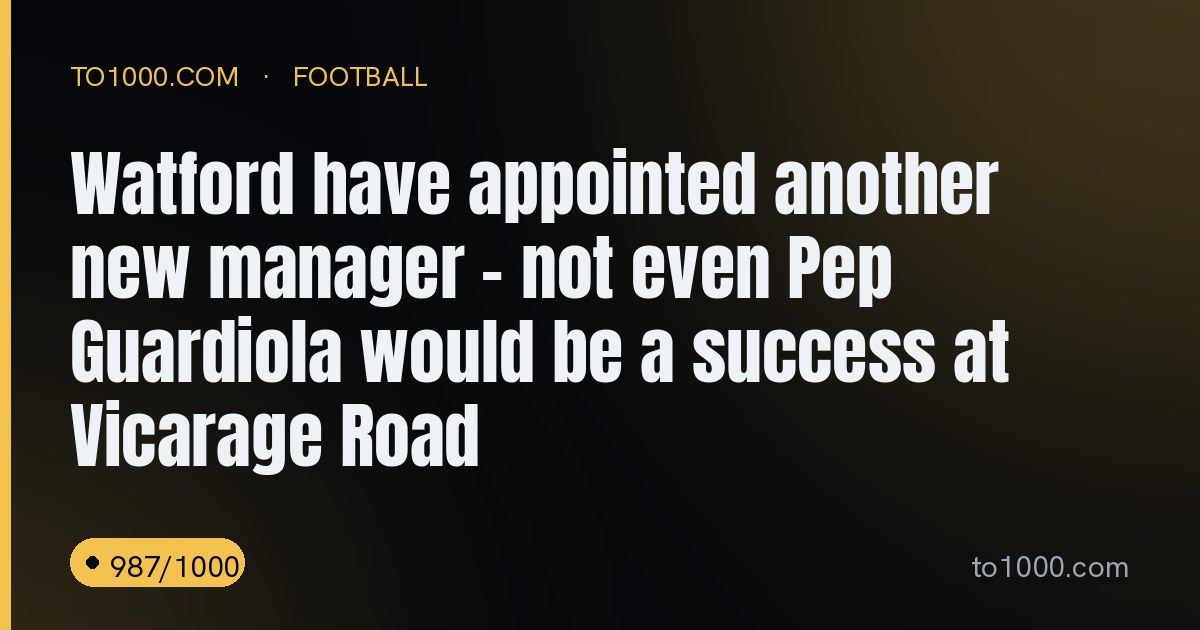 TO1000.COM · FOOTBALL
Watford have appointed another
new manager - not even Pep
Guardiola would be a success at
Vicarage Road
987/1000
to1000.com